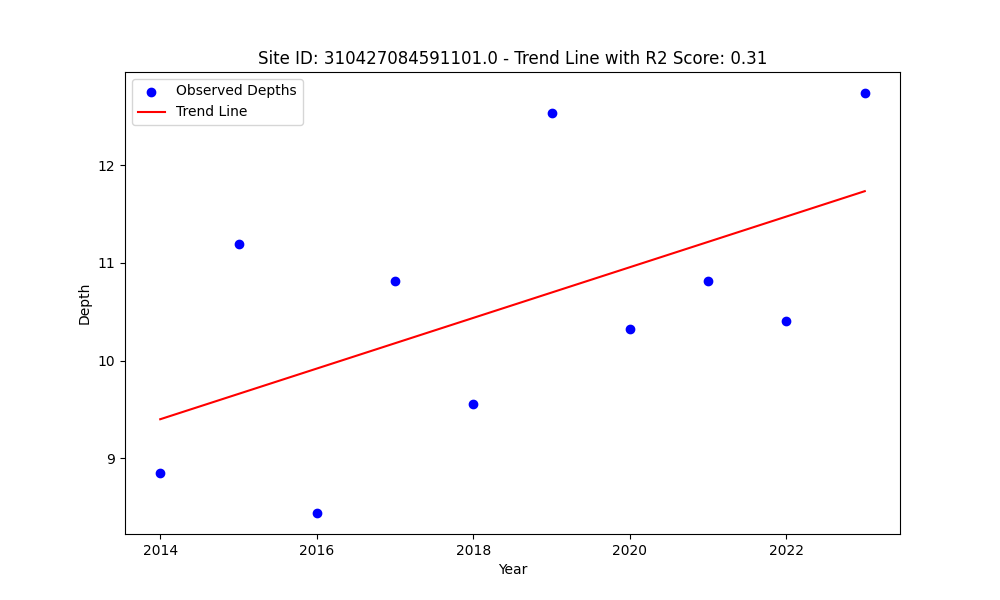 Site ID: 310427084591101.0 - Trend Line with R2 Score: 0.31
Observed Depths
Trend Line
12
11
10
9
Depth
2014
2016
2018
2020
2022
Year